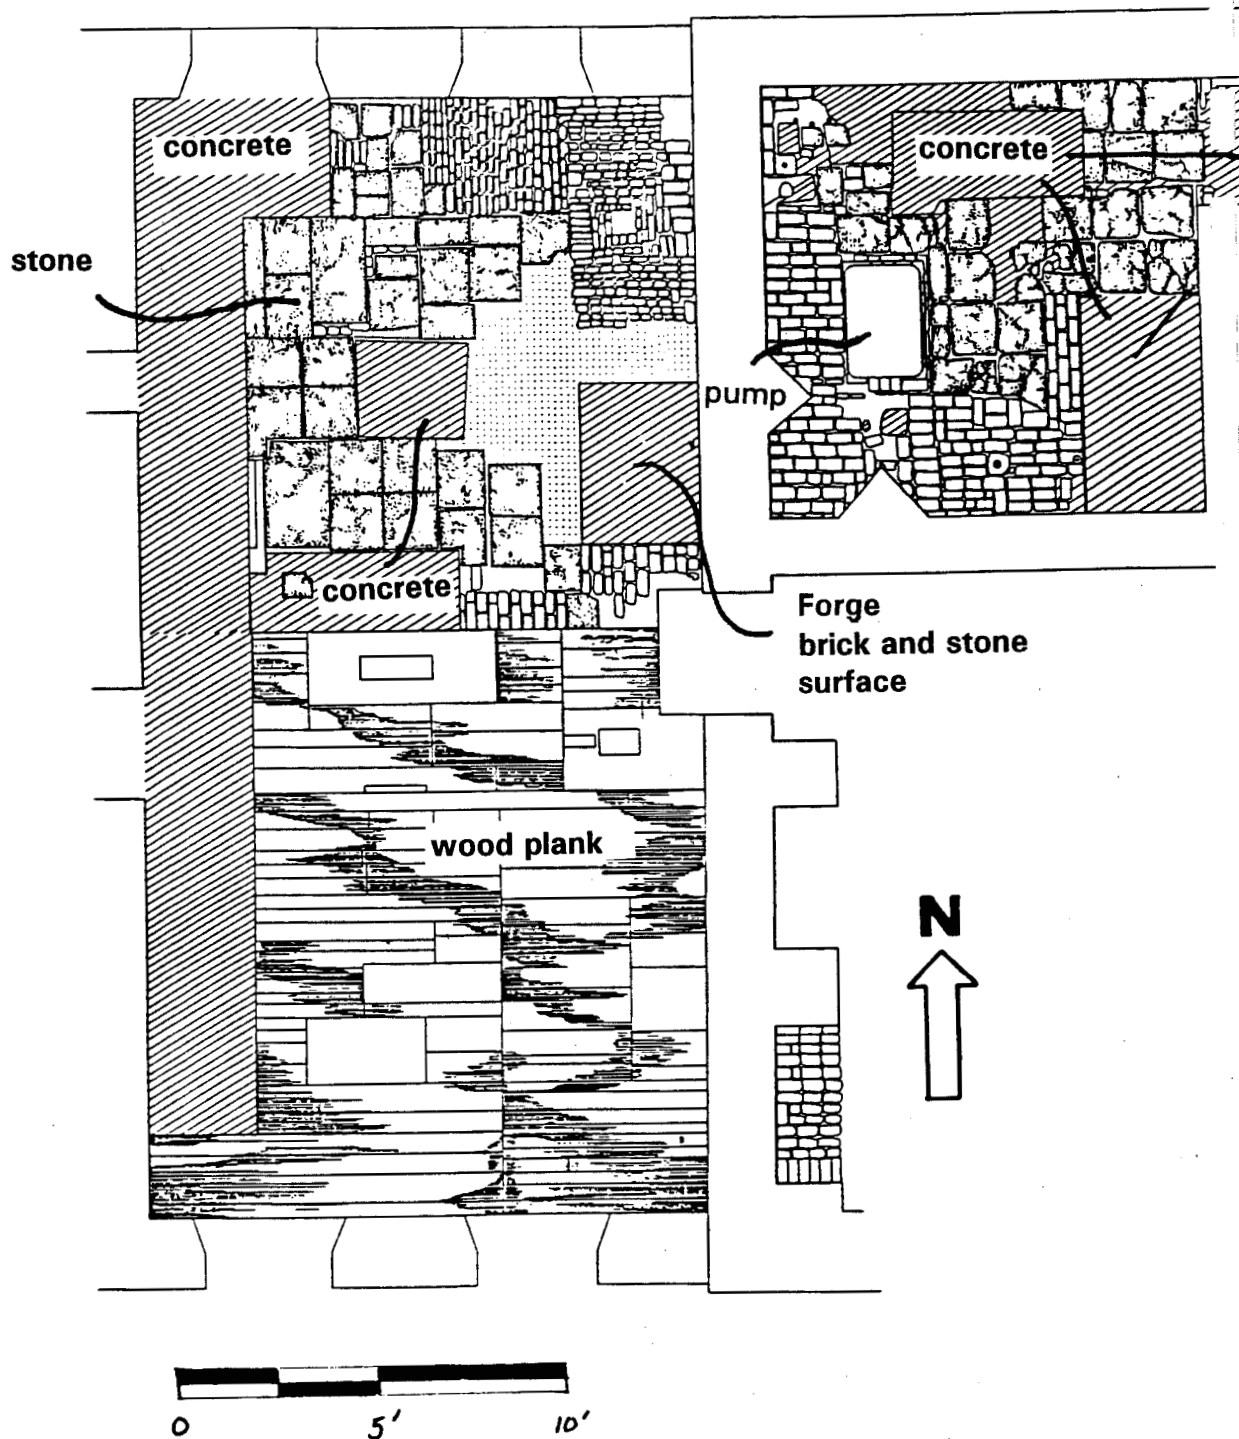 concrete
concrete
stone
pump
concrete
Forge
brick and stone
surface
wood plank
N
0 5' 10'